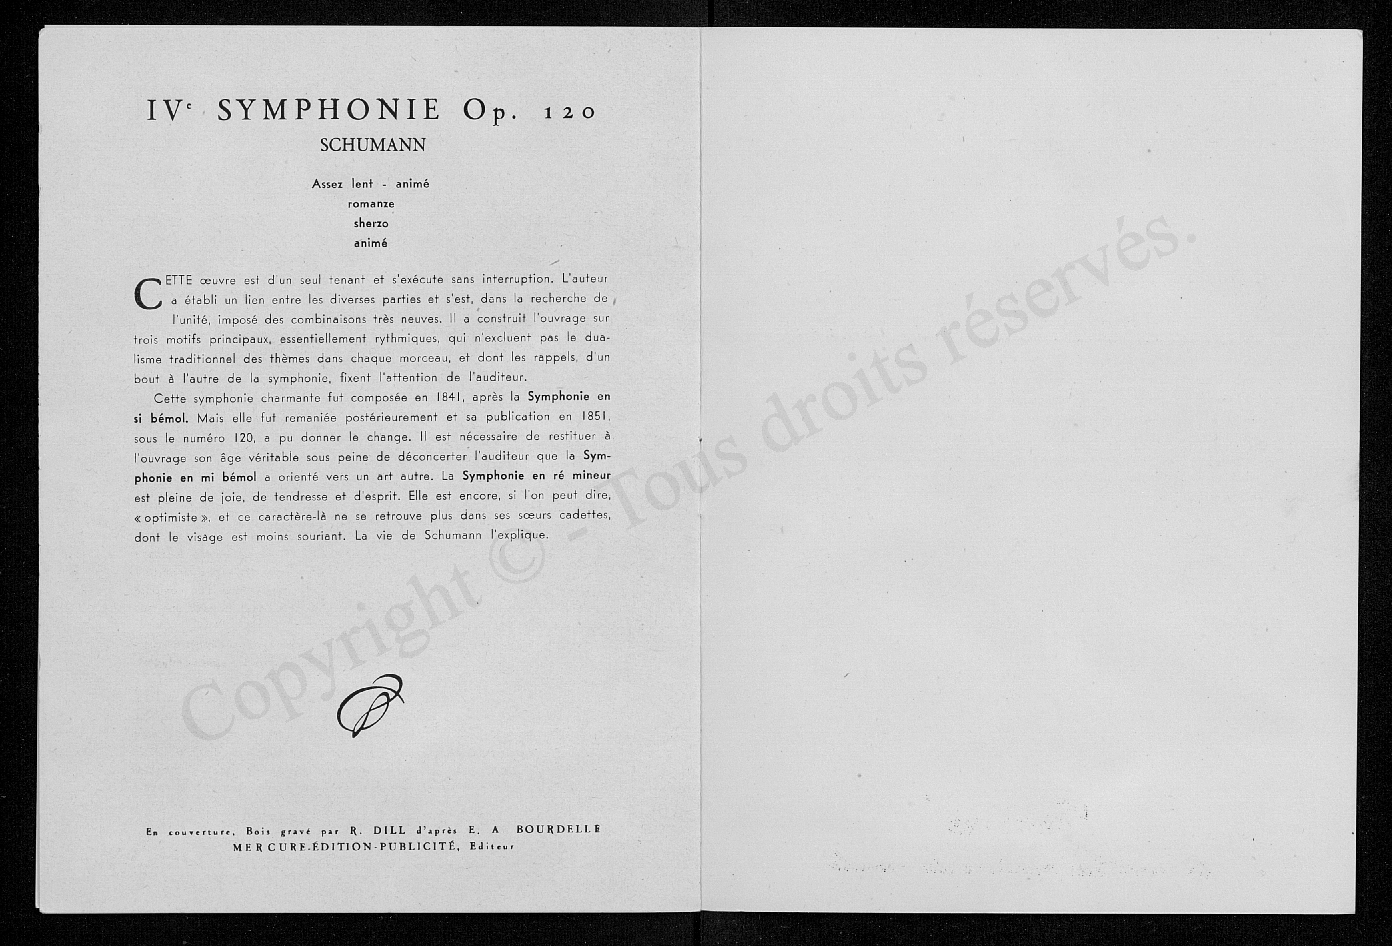 IVe SYMPHONIE Op. 120
SCHUMANN
Assez lent - animé
romanze
sherzo
animé
CETTE œuvre est d'un seul tenant et s'exécute sans interruption. L'auteur
a établi un lien entre les diverses parties et s'est, dans la recherche de
l'unité, imposé des combinaisons très neuves. Il a construit l'ouvrage sur
trois motifs principaux, essentiellement rythmiques, qui n'excluent pas le dua-
lisme traditionnel des thèmes dans chaque morceau, et dont les rappels, d'un
bout à l'autre de la symphonie, fixent l'attention de l'auditeur.
Cette symphonie charmante fut composée en 1841, après la Symphonie en
si bémol. Mais elle fut remaniée postérieurement et sa publication en 1851,
sous le numéro 120, a pu donner le change. Il est nécessaire de restituer à
l'ouvrage son âge véritable sous peine de déconcerter l'auditeur que la Sym-
phonie en mi bémol a orienté vers un art autre. La Symphonie en ré mineur
est pleine de joie, de tendresse et d'esprit. Elle est encore, si l'on peut dire,
« optimiste », et ce caractère-là ne se retrouve plus dans ses sœurs cadettes,
dont le visage est moins souriant. La vie de Schumann l'explique.
En couverture, Bois gravé par R. DILL d'après E. A BOURDELLE
MERCURE-ÉDITION-PUBLICITÉ, Editeur
Copyright © - Tous droits réservés.